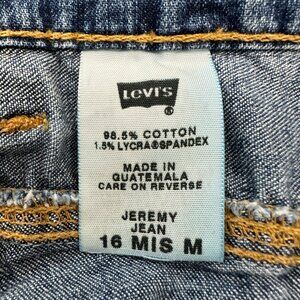 Levi's ®
98.5% COTTON
1.5% LYCRA®SPANDEX
MADE IN
GUATEMALA
CARE ON REVERSE
JEREMY
JEAN
16 MIS M